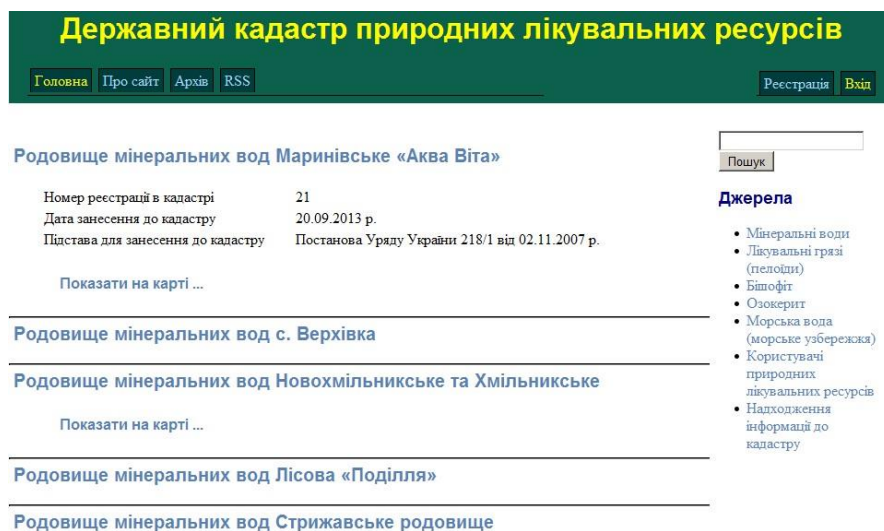 Державний кадастр природних лікувальних ресурсів
Головна Про сайт Архів RSS
Реєстрація Вхід
Родовище мінеральних вод Маринівське «Аква Віта»
Номер реєстрації в кадастрі 21
Дата занесення до кадастру 20.09.2013 р.
Підстава для занесення до кадастру Постанова Уряду України 218/1 від 02.11.2007 р.
Показати на карті ...
Родовище мінеральних вод с. Верхівка
Родовище мінеральних вод Новохмільникське та Хмільникське
Показати на карті ...
Родовище мінеральних вод Лісова «Поділля»
Родовище мінеральних вод Стрижавське родовище
Пошук
Джерела
Мінеральні води
Лікувальні грязі
(пелоїди)
Бішофіт
Озокерит
Морська вода
(морське узбережжя)
Користувачі
природних
лікувальних ресурсів
Надходження
інформації до
кадастру